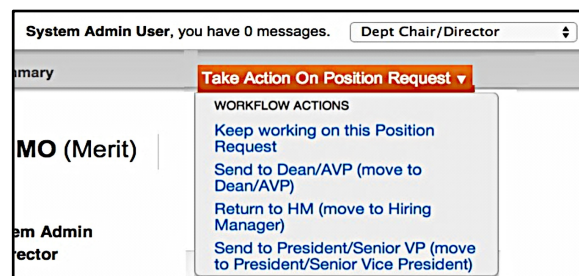 System Admin User, you have 0 messages. Dept Chair/Director
mmary Take Action On Position Request
WORKFLOW ACTIONS
Keep working on this Position
Request
MO (Merit)
Send to Dean/AVP (move to
Dean/AVP)
Return to HM (move to Hiring
Manager)
em Admin
Send to President/Senior VP (move
rector
to President/Senior Vice President)